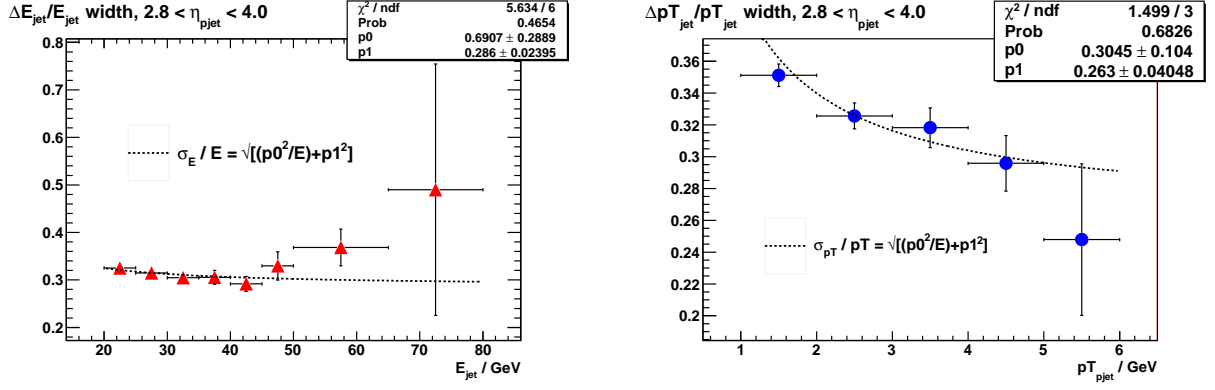 ΔE_jet/E_jet width, 2.8 < η_pjet < 4.0
χ² / ndf 5.634 / 6
Prob 0.4654
p0 0.6907 ± 0.2889
p1 0.286 ± 0.02395
0.8
0.7
0.6
0.5
0.4
0.3
0.2
σ_E / E = √[(p0²/E)+p1²]
20 30 40 50 60 70 80
E_jet / GeV
ΔpT_jet/pT_jet width, 2.8 < η_pjet < 4.0
χ² / ndf 1.499 / 3
Prob 0.6826
p0 0.3045 ± 0.104
p1 0.263 ± 0.04048
0.36
0.34
0.32
0.3
0.28
0.26
0.24
0.22
0.2
σ_pT / pT = √[(p0²/E)+p1²]
1 2 3 4 5 6
pT_pjet / GeV